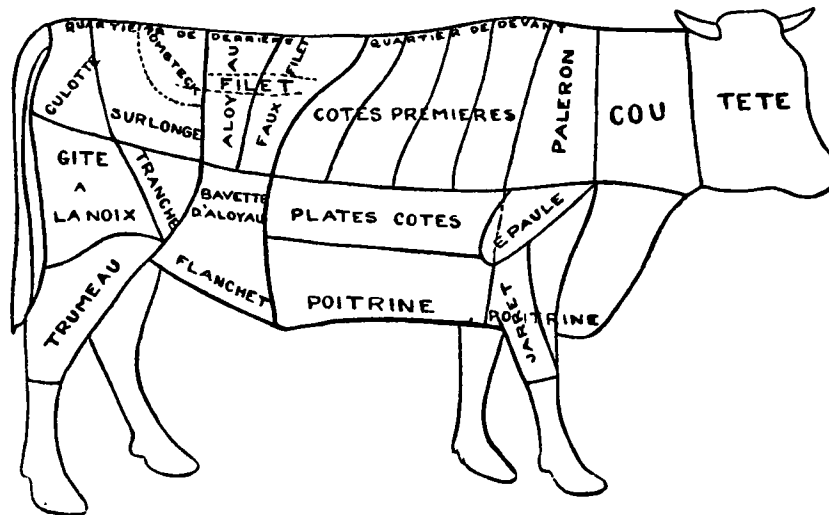 QUARTIER DE DERRIÈRE
QUARTIER DE DEVANT
CULOTTE
ROMSTECK
SURLONGE
ALOYAU
FILET
FAUX FILET
COTES PREMIERES
PALERON
COU
TETE
GITE
A
LA NOIX
TRANCHE
BAVETTE
D'ALOYAU
PLATES COTES
EPAULE
TRUMEAU
FLANCHET
POITRINE
JARRET
POITRINE